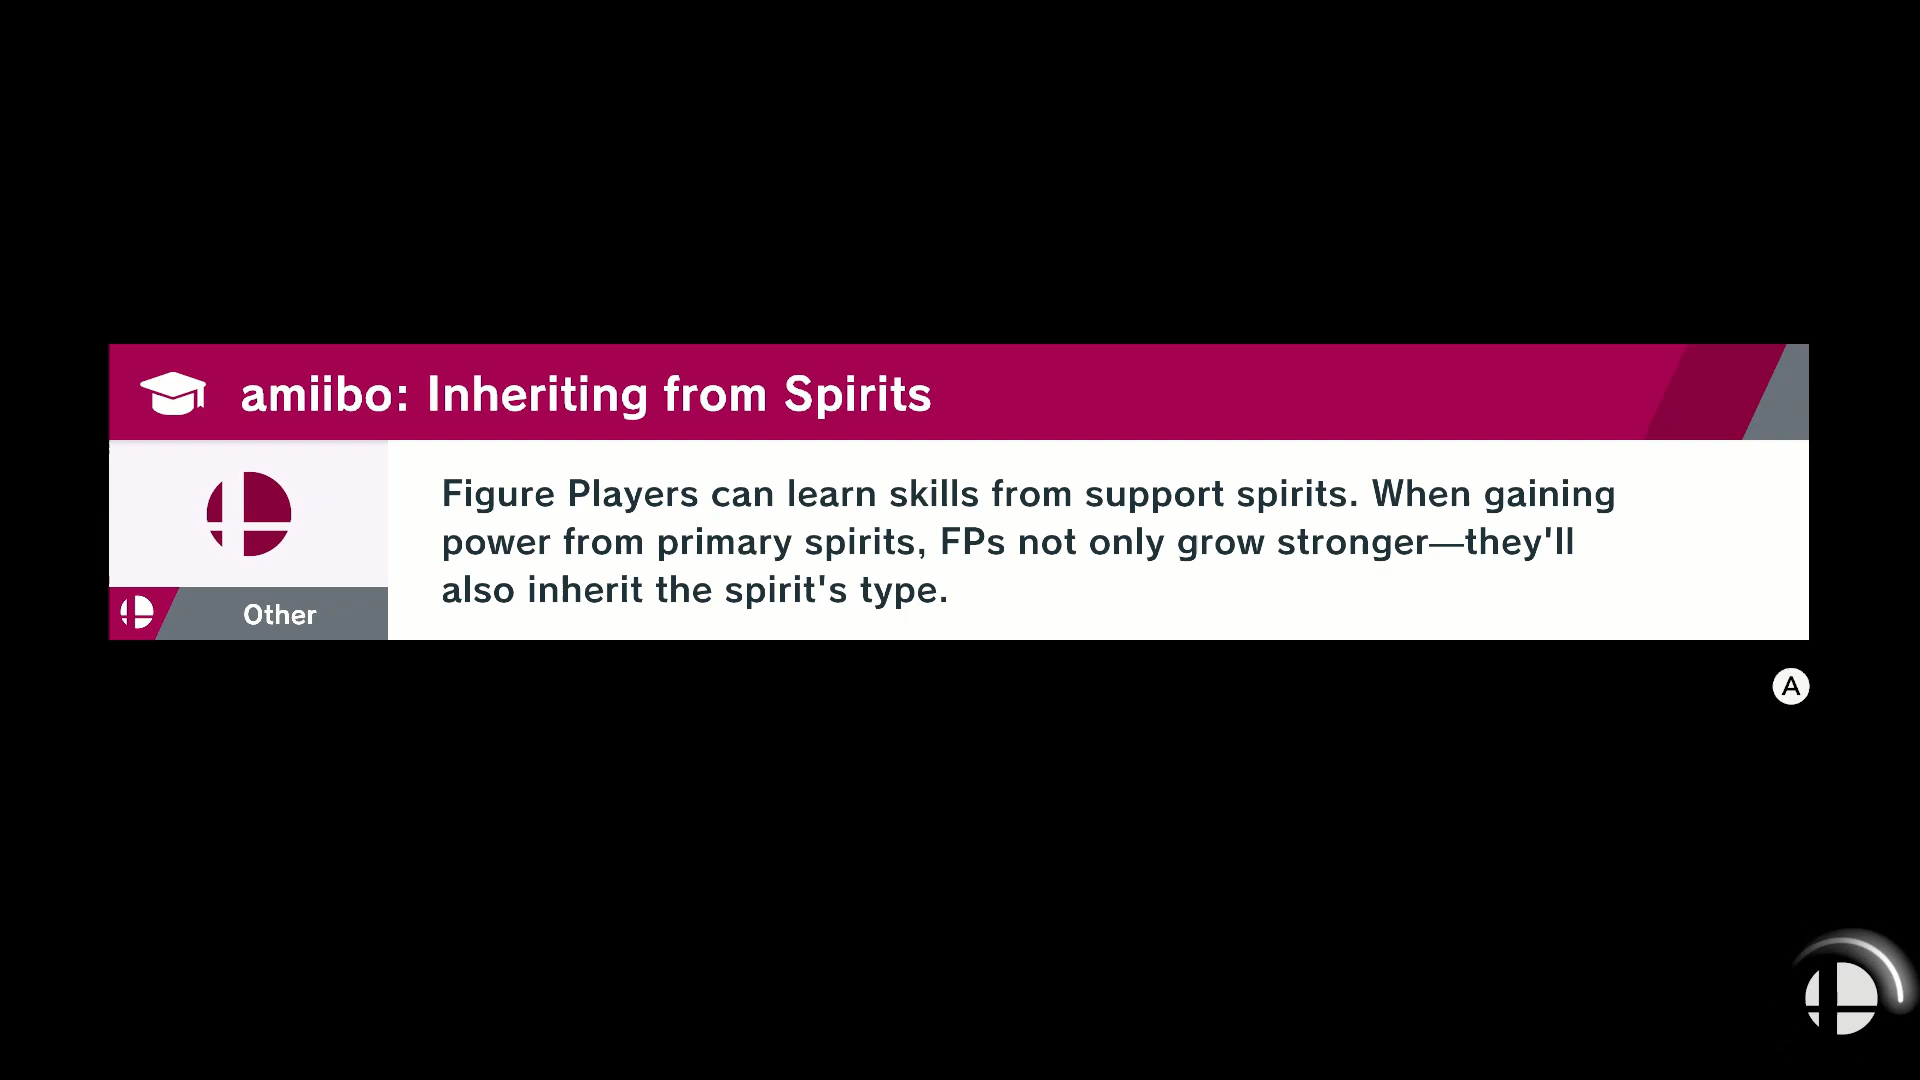 amiibo: Inheriting from Spirits
Figure Players can learn skills from support spirits. When gaining
power from primary spirits, FPs not only grow stronger—they'll
also inherit the spirit's type.
Other
A